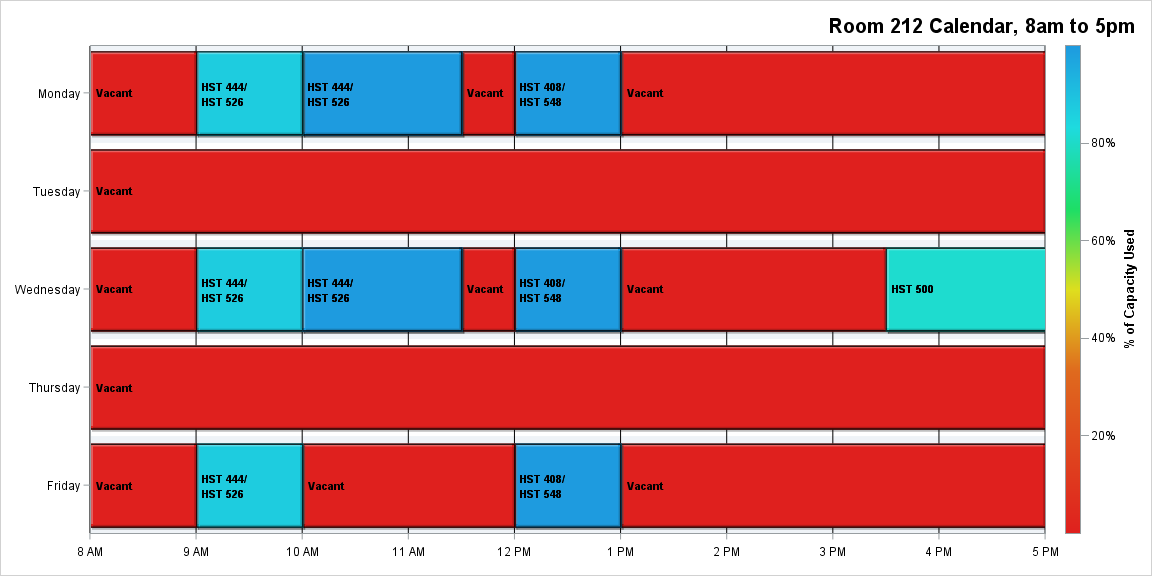 Room 212 Calendar, 8am to 5pm
Monday
Vacant
HST 444/
HST 526
HST 444/
HST 526
Vacant
HST 408/
HST 548
Vacant
Tuesday
Vacant
Wednesday
Vacant
HST 444/
HST 526
HST 444/
HST 526
Vacant
HST 408/
HST 548
Vacant
HST 500
Thursday
Vacant
Friday
Vacant
HST 444/
HST 526
Vacant
HST 408/
HST 548
Vacant
8 AM
9 AM
10 AM
11 AM
12 PM
1 PM
2 PM
3 PM
4 PM
5 PM
80%
60%
40%
20%
% of Capacity Used